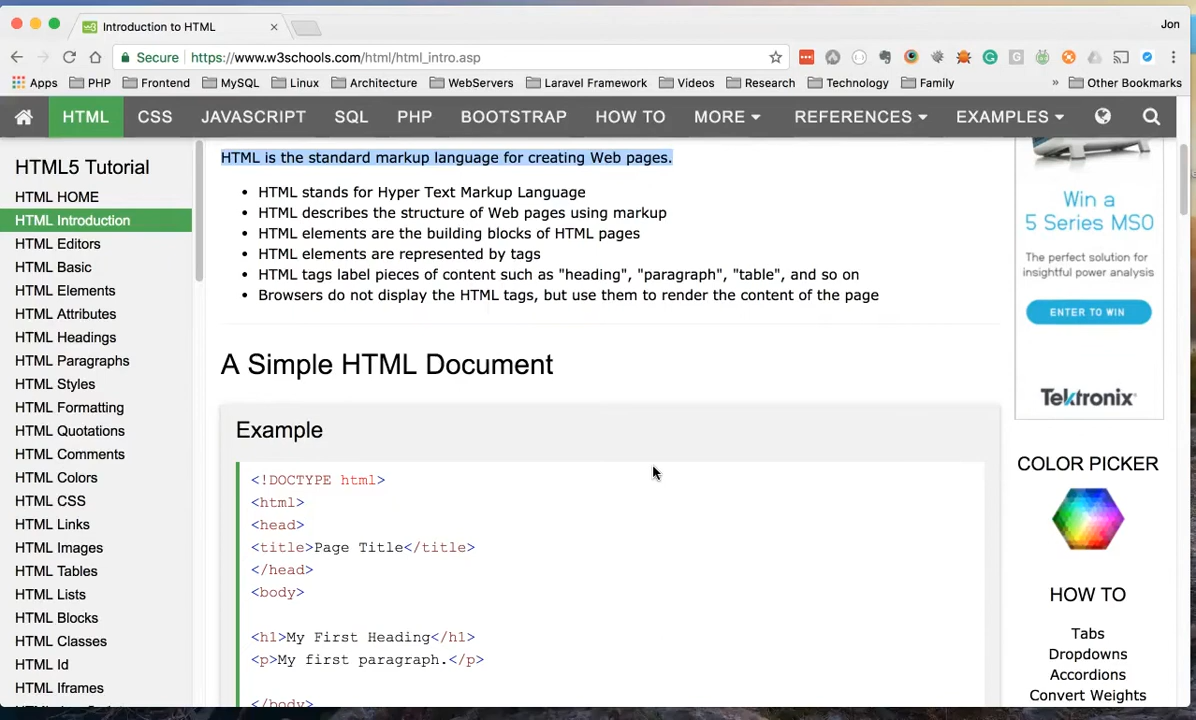 Introduction to HTML
Jon
Secure
https://www.w3schools.com/html/html_intro.asp
Apps PHP Frontend MySQL Linux Architecture WebServers Laravel Framework Videos Research Technology Family » Other Bookmarks
HTML CSS JAVASCRIPT SQL PHP BOOTSTRAP HOW TO MORE REFERENCES EXAMPLES
HTML5 Tutorial
HTML HOME
HTML Introduction
HTML Editors
HTML Basic
HTML Elements
HTML Attributes
HTML Headings
HTML Paragraphs
HTML Styles
HTML Formatting
HTML Quotations
HTML Comments
HTML Colors
HTML CSS
HTML Links
HTML Images
HTML Tables
HTML Lists
HTML Blocks
HTML Classes
HTML Id
HTML Iframes
HTML is the standard markup language for creating Web pages.
• HTML stands for Hyper Text Markup Language
• HTML describes the structure of Web pages using markup
• HTML elements are the building blocks of HTML pages
• HTML elements are represented by tags
• HTML tags label pieces of content such as "heading", "paragraph", "table", and so on
• Browsers do not display the HTML tags, but use them to render the content of the page
A Simple HTML Document
Example
<!DOCTYPE html>
<html>
<head>
<title>Page Title</title>
</head>
<body>
<h1>My First Heading</h1>
<p>My first paragraph.</p>
</body>
Win a
5 Series MSO
The perfect solution for
insightful power analysis
ENTER TO WIN
Tektronix
COLOR PICKER
HOW TO
Tabs
Dropdowns
Accordions
Convert Weights